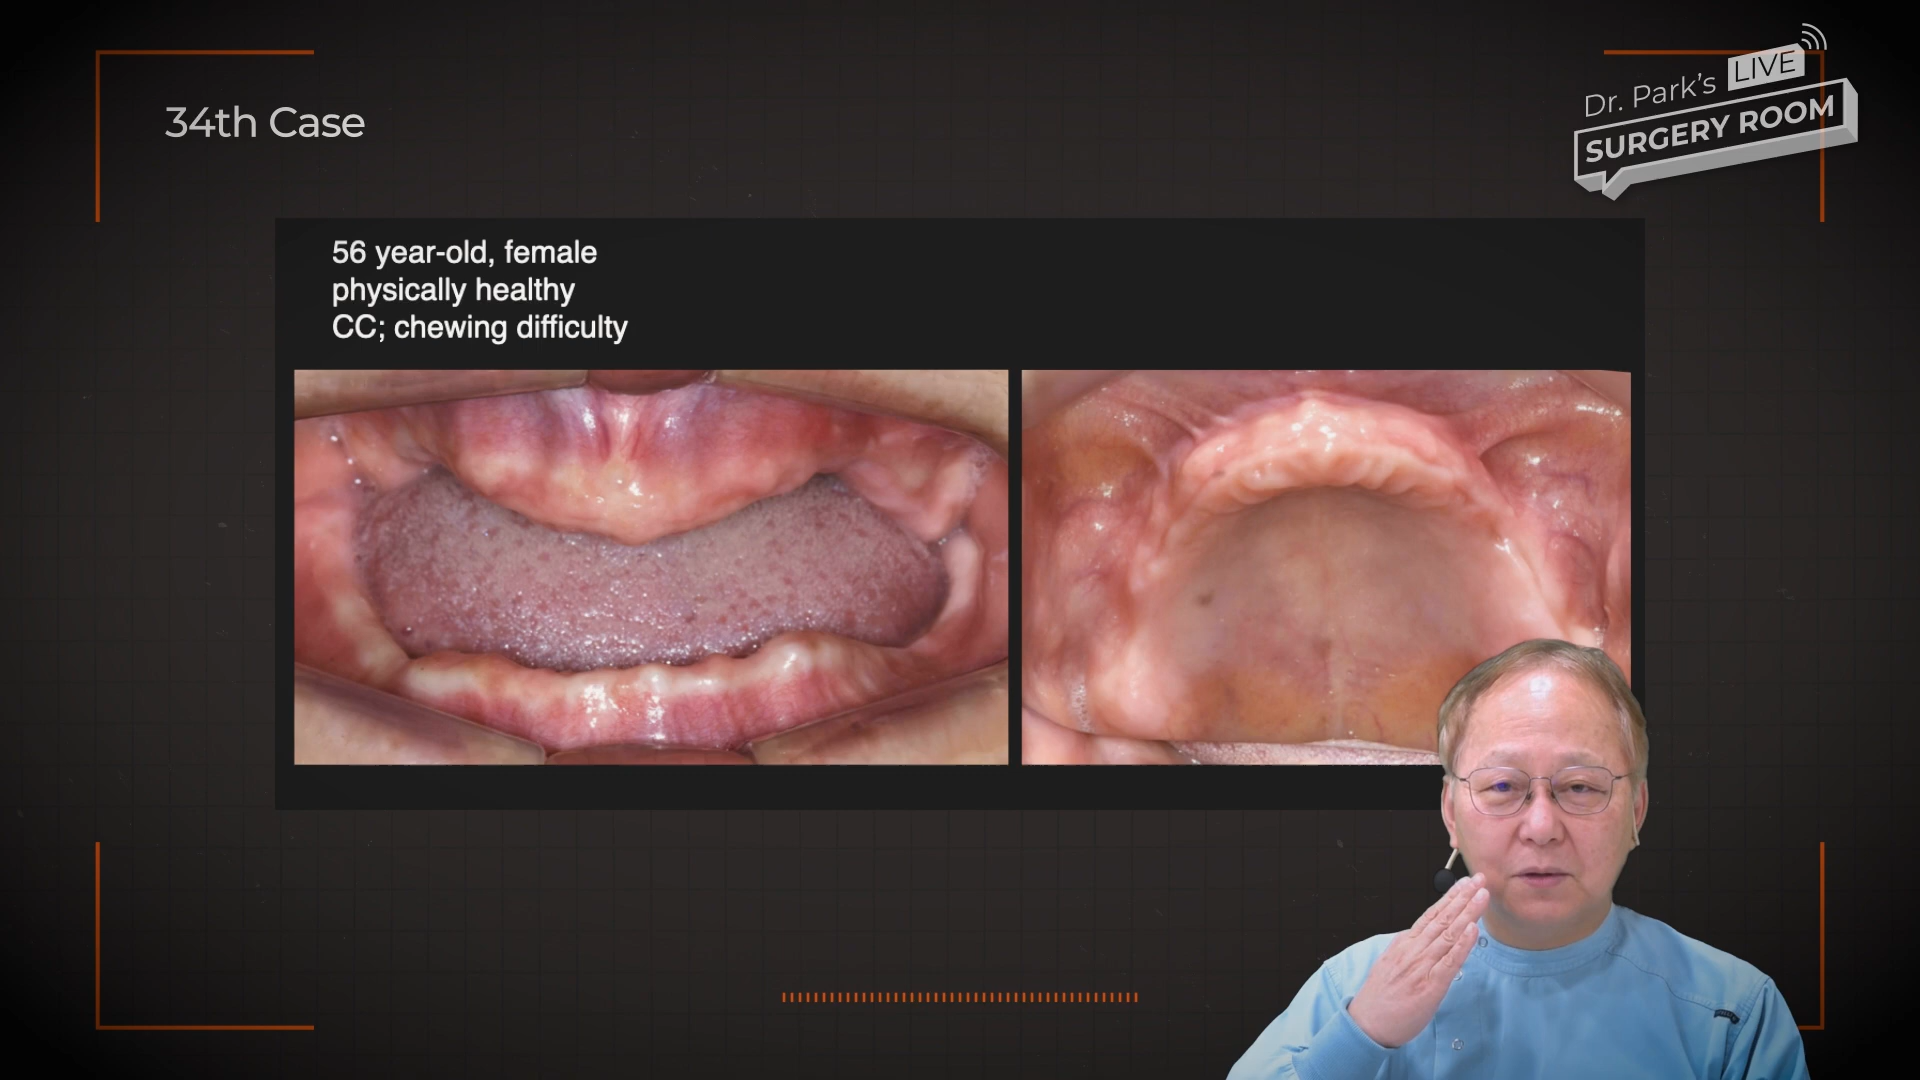 34th Case
Dr. Park's LIVE
SURGERY ROOM
56 year-old, female
physically healthy
CC; chewing difficulty